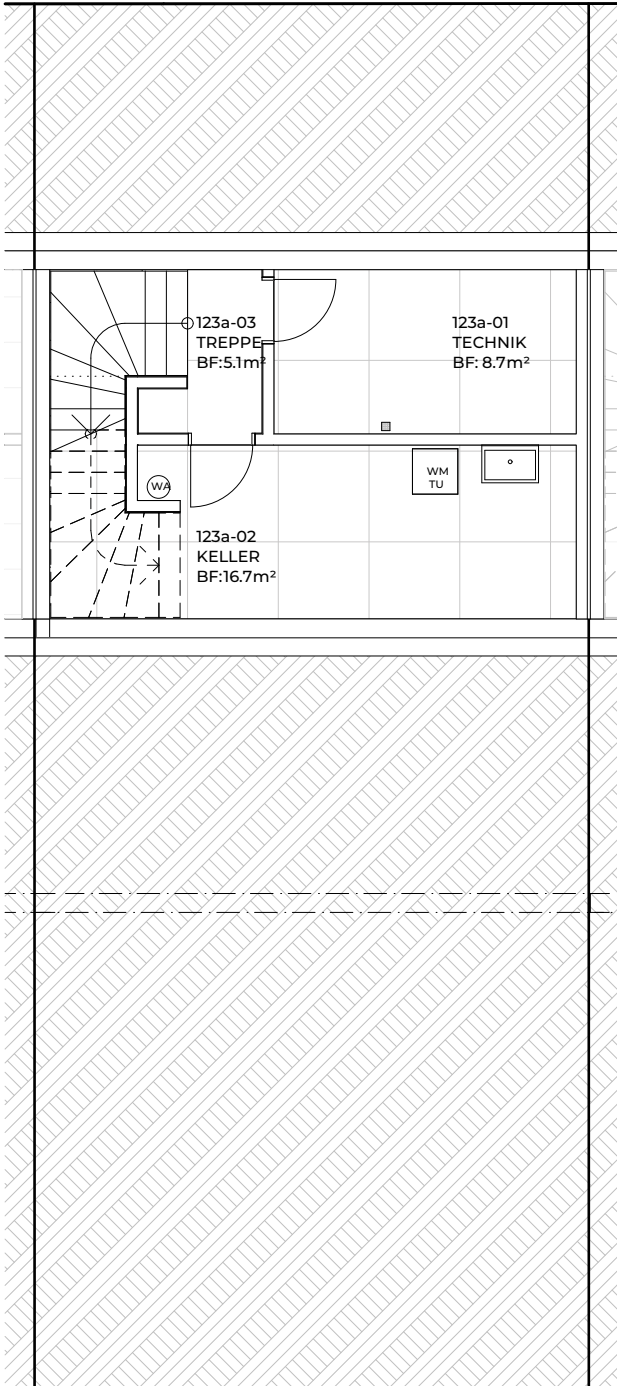 123a-03
TREPPE
BF:5.1m²
123a-01
TECHNIK
BF: 8.7m²
WM
TU
WA
123a-02
KELLER
BF:16.7m²